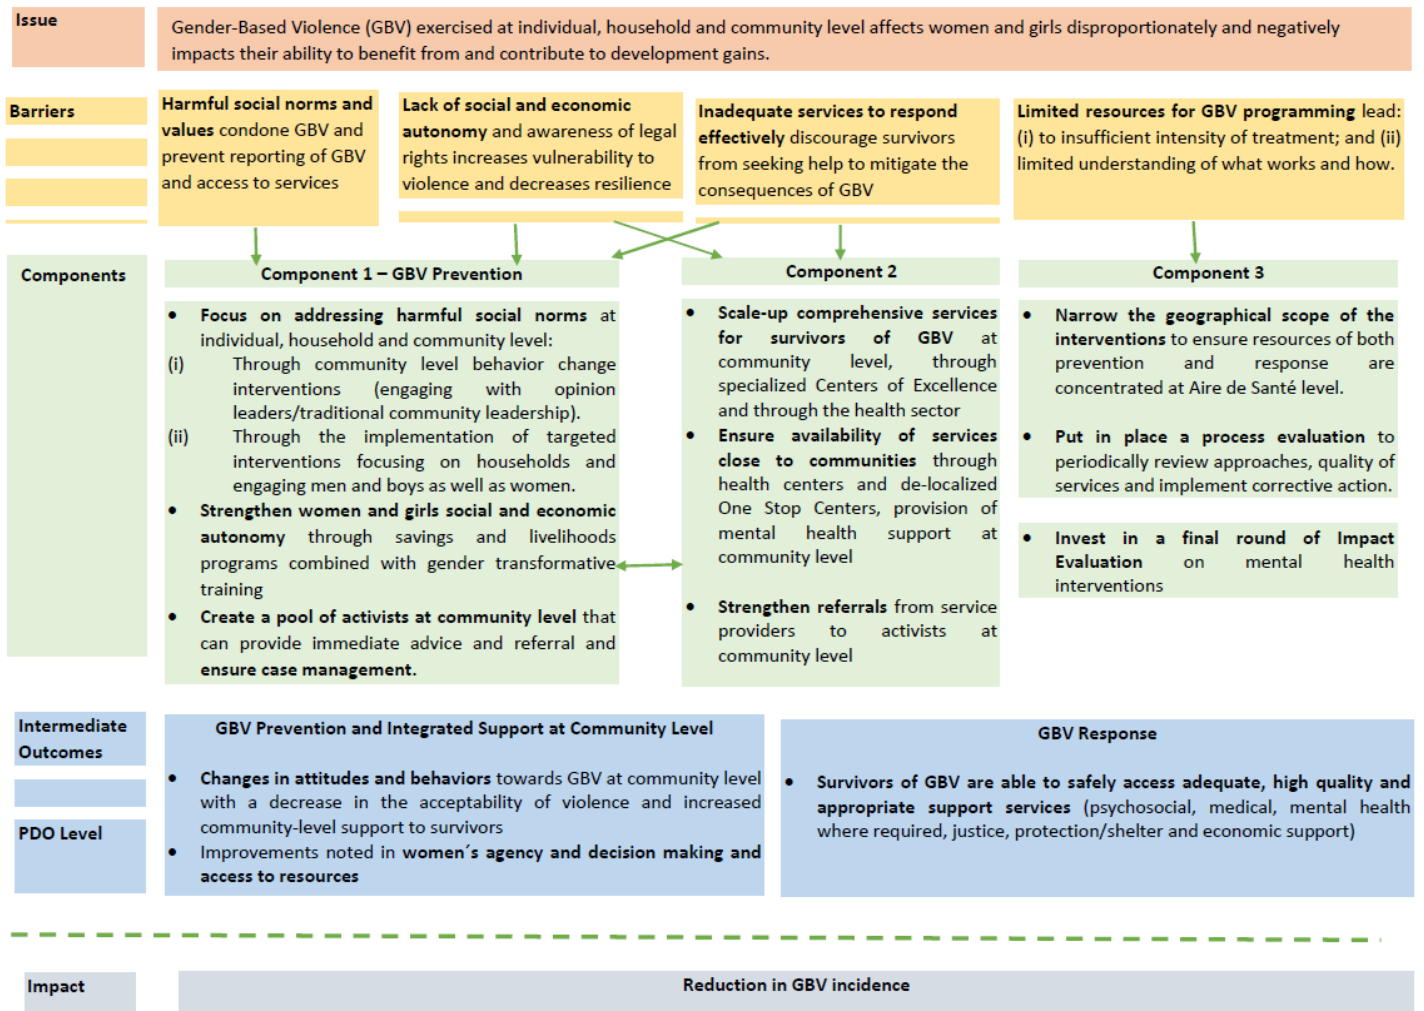 Issue
Gender-Based Violence (GBV) exercised at individual, household and community level affects women and girls disproportionately and negatively
impacts their ability to benefit from and contribute to development gains.
Barriers
Harmful social norms and
values condone GBV and
prevent reporting of GBV
and access to services
Lack of social and economic
autonomy and awareness of legal
rights increases vulnerability to
violence and decreases resilience
Inadequate services to respond
effectively discourage survivors
from seeking help to mitigate the
consequences of GBV
Limited resources for GBV programming lead:
(i) to insufficient intensity of treatment; and (ii)
limited understanding of what works and how.
Components
Component 1 – GBV Prevention
• Focus on addressing harmful social norms at
individual, household and community level:
(i) Through community level behavior change
interventions (engaging with opinion
leaders/traditional community leadership).
(ii) Through the implementation of targeted
interventions focusing on households and
engaging men and boys as well as women.
• Strengthen women and girls social and economic
autonomy through savings and livelihoods
programs combined with gender transformative
training
• Create a pool of activists at community level that
can provide immediate advice and referral and
ensure case management.
Component 2
• Scale-up comprehensive services
for survivors of GBV at
community level, through
specialized Centers of Excellence
and through the health sector
• Ensure availability of services
close to communities through
health centers and de-localized
One Stop Centers, provision of
mental health support at
community level
• Strengthen referrals from service
providers to activists at
community level
Component 3
• Narrow the geographical scope of the
interventions to ensure resources of both
prevention and response are
concentrated at Aire de Santé level.
• Put in place a process evaluation to
periodically review approaches, quality of
services and implement corrective action.
• Invest in a final round of Impact
Evaluation on mental health
interventions
Intermediate
Outcomes
PDO Level
GBV Prevention and Integrated Support at Community Level
• Changes in attitudes and behaviors towards GBV at community level
with a decrease in the acceptability of violence and increased
community-level support to survivors
• Improvements noted in women´s agency and decision making and
access to resources
GBV Response
• Survivors of GBV are able to safely access adequate, high quality and
appropriate support services (psychosocial, medical, mental health
where required, justice, protection/shelter and economic support)
Impact
Reduction in GBV incidence